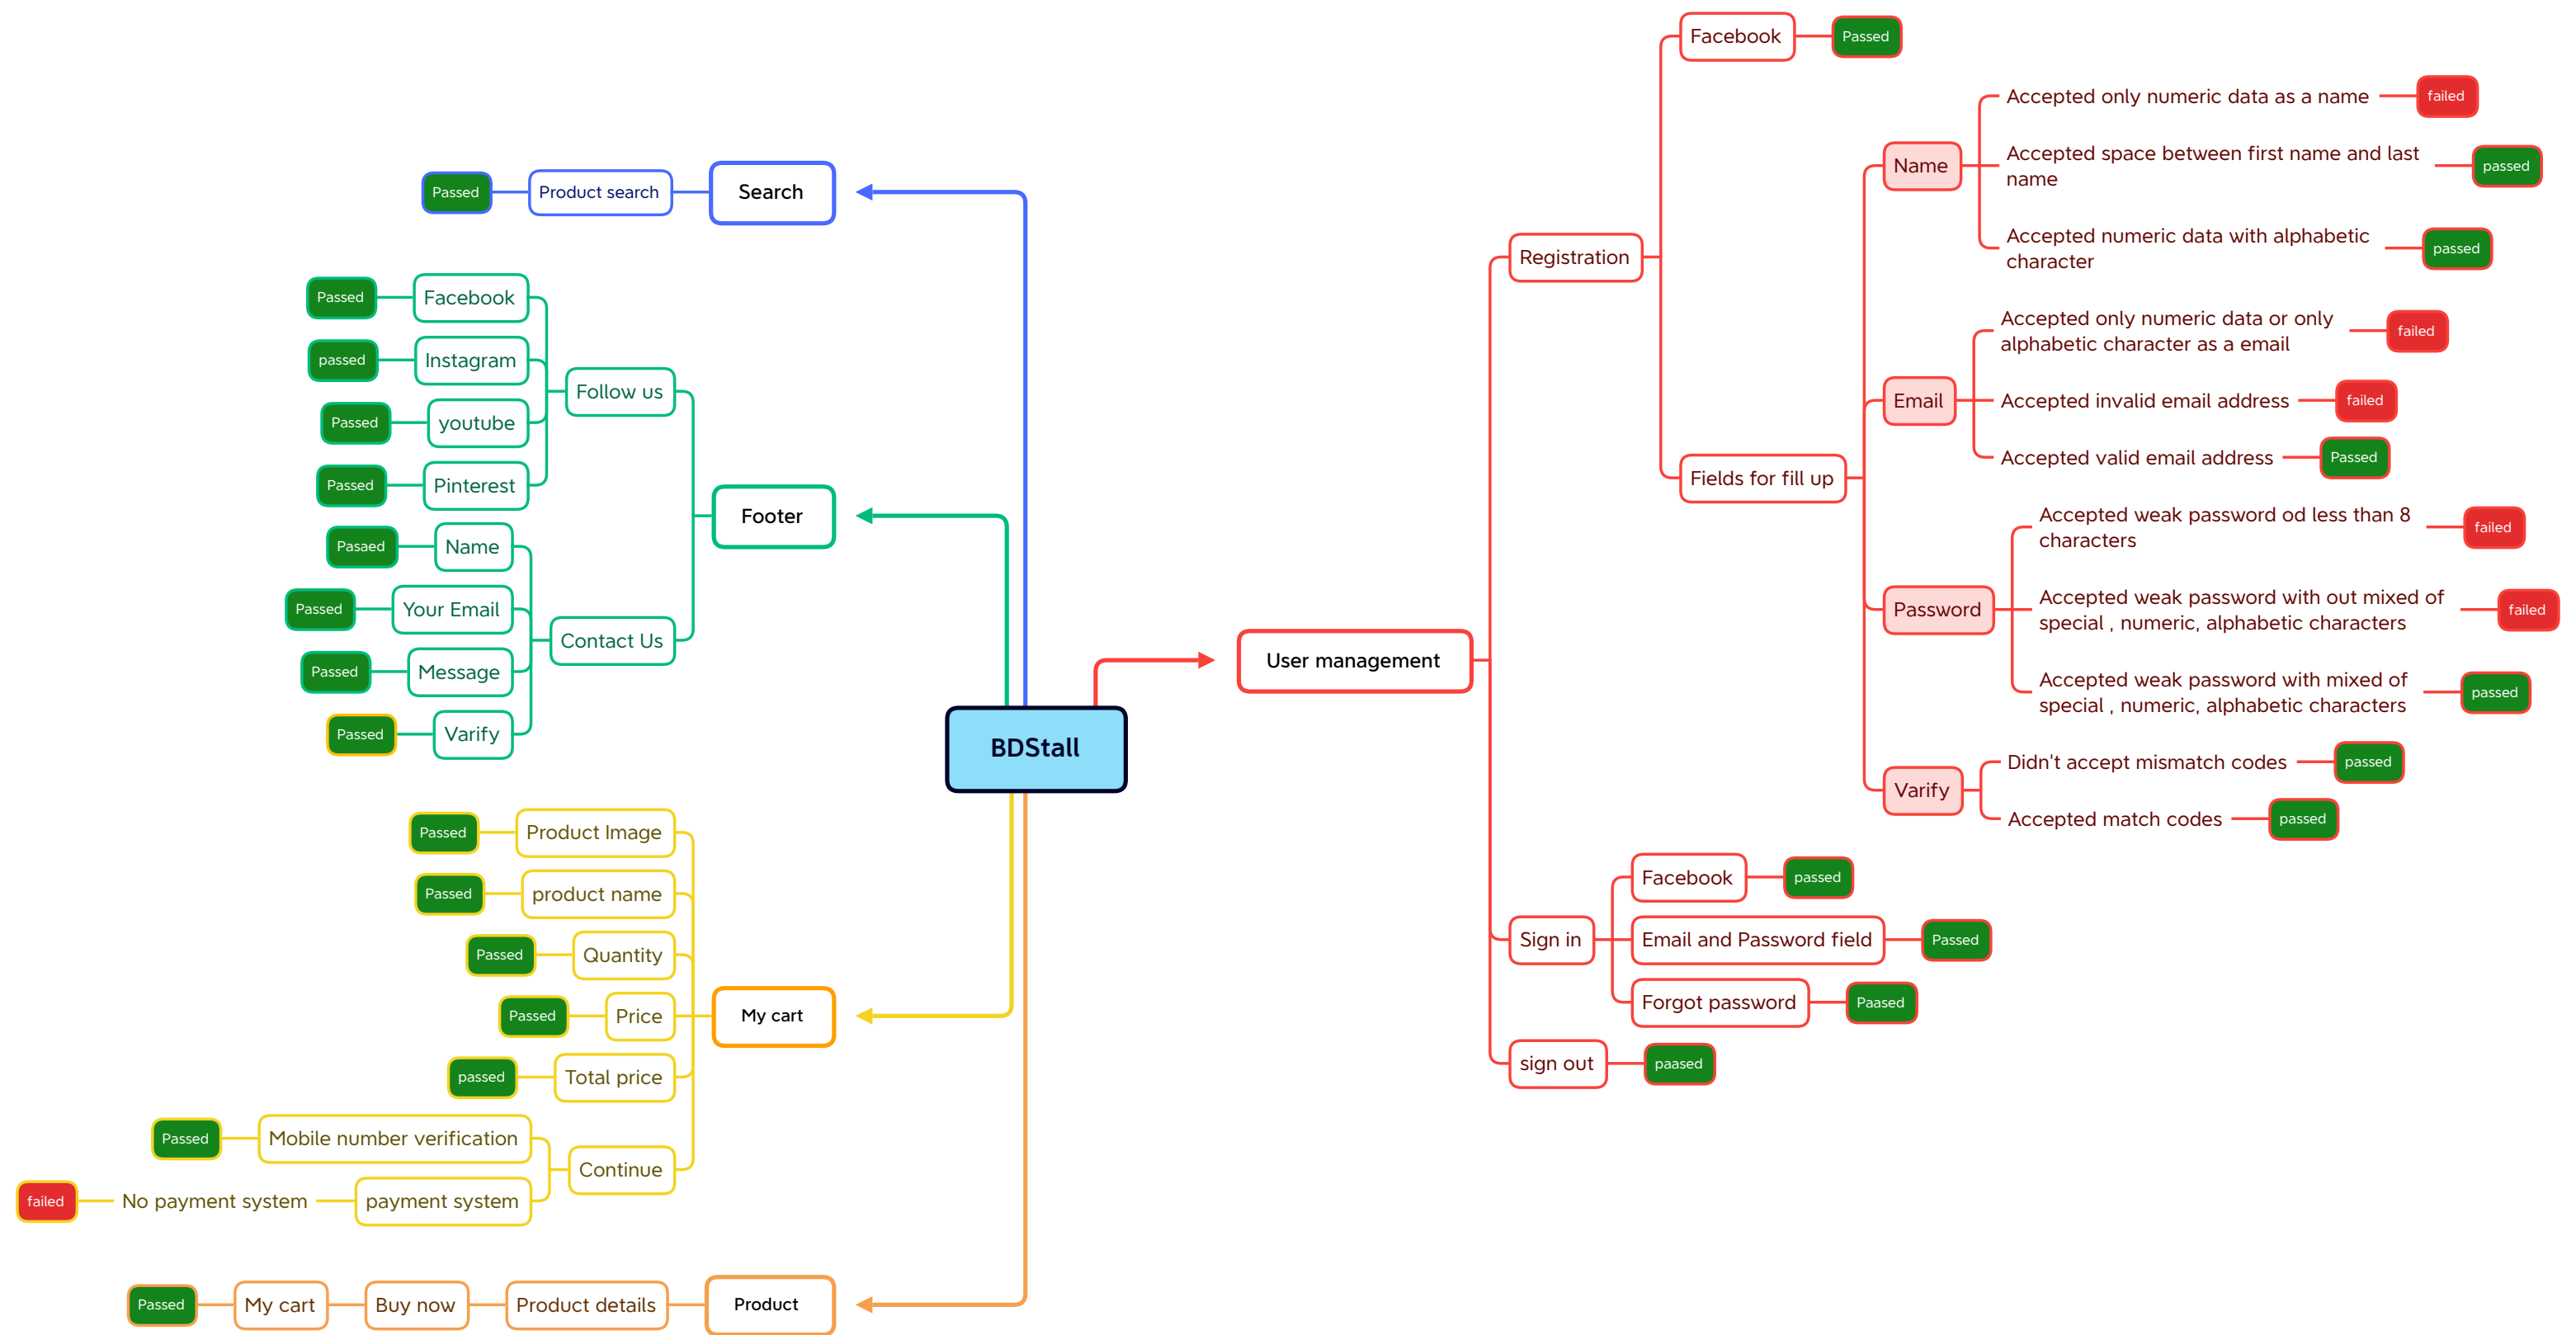 BDStall
Search
Product search
Passed
Footer
Follow us
Facebook
Passed
Instagram
passed
youtube
Passed
Pinterest
Passed
Contact Us
Name
Pasaed
Your Email
Passed
Message
Passed
Varify
Passed
My cart
Product Image
Passed
product name
Passed
Quantity
Passed
Price
Passed
Total price
passed
Continue
Mobile number verification
Passed
payment system
No payment system
failed
Product
Product details
Buy now
My cart
Passed
User management
Registration
Facebook
Passed
Fields for fill up
Name
Accepted only numeric data as a name
failed
Accepted space between first name and last
name
passed
Accepted numeric data with alphabetic
character
passed
Email
Accepted only numeric data or only
alphabetic character as a email
failed
Accepted invalid email address
failed
Accepted valid email address
Passed
Password
Accepted weak password od less than 8
characters
failed
Accepted weak password with out mixed of
special , numeric, alphabetic characters
failed
Accepted weak password with mixed of
special , numeric, alphabetic characters
passed
Varify
Didn't accept mismatch codes
passed
Accepted match codes
passed
Sign in
Facebook
passed
Email and Password field
Passed
Forgot password
Paased
sign out
paased